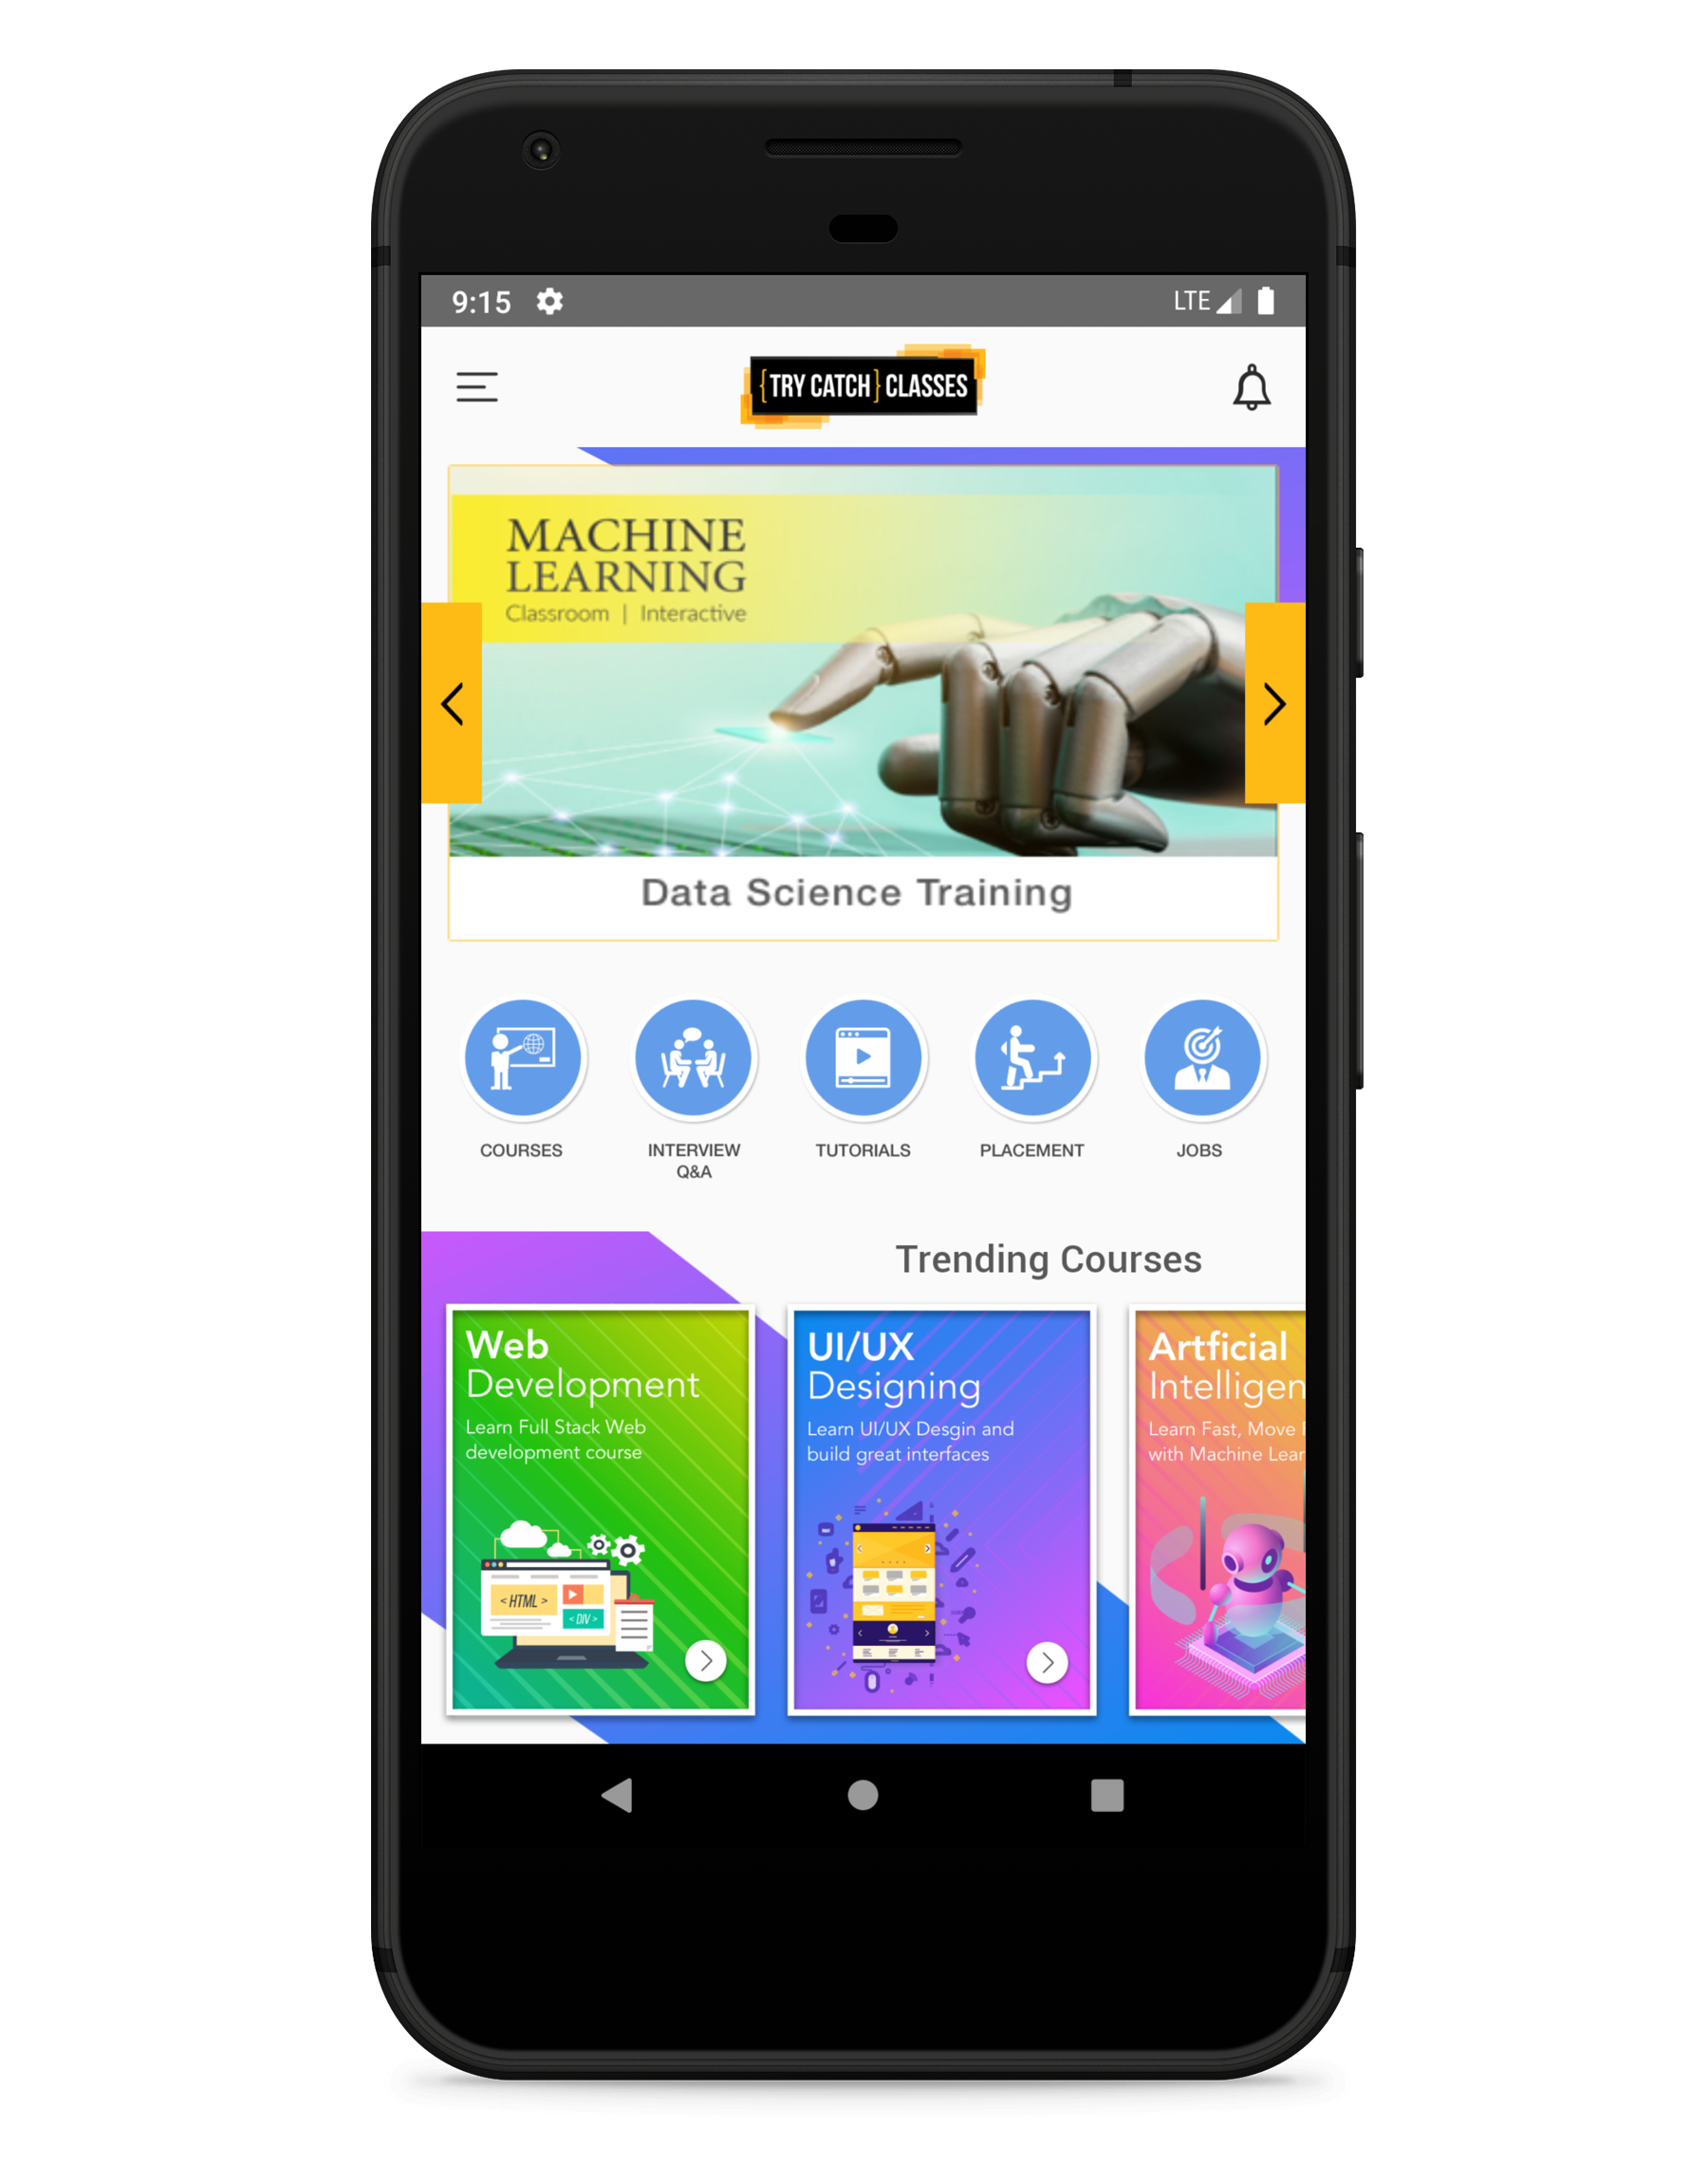 9:15
LTE
{TRY CATCH} CLASSES
MACHINE
LEARNING
Classroom | Interactive
Data Science Training
COURSES
INTERVIEW
Q&A
TUTORIALS
PLACEMENT
JOBS
Trending Courses
Web
Development
Learn Full Stack Web
development course
< HTML >
< DIV >
UI/UX
Designing
Learn UI/UX Desgin and
build great interfaces
Artficial
Intelligen
Learn Fast, Move
with Machine Lear